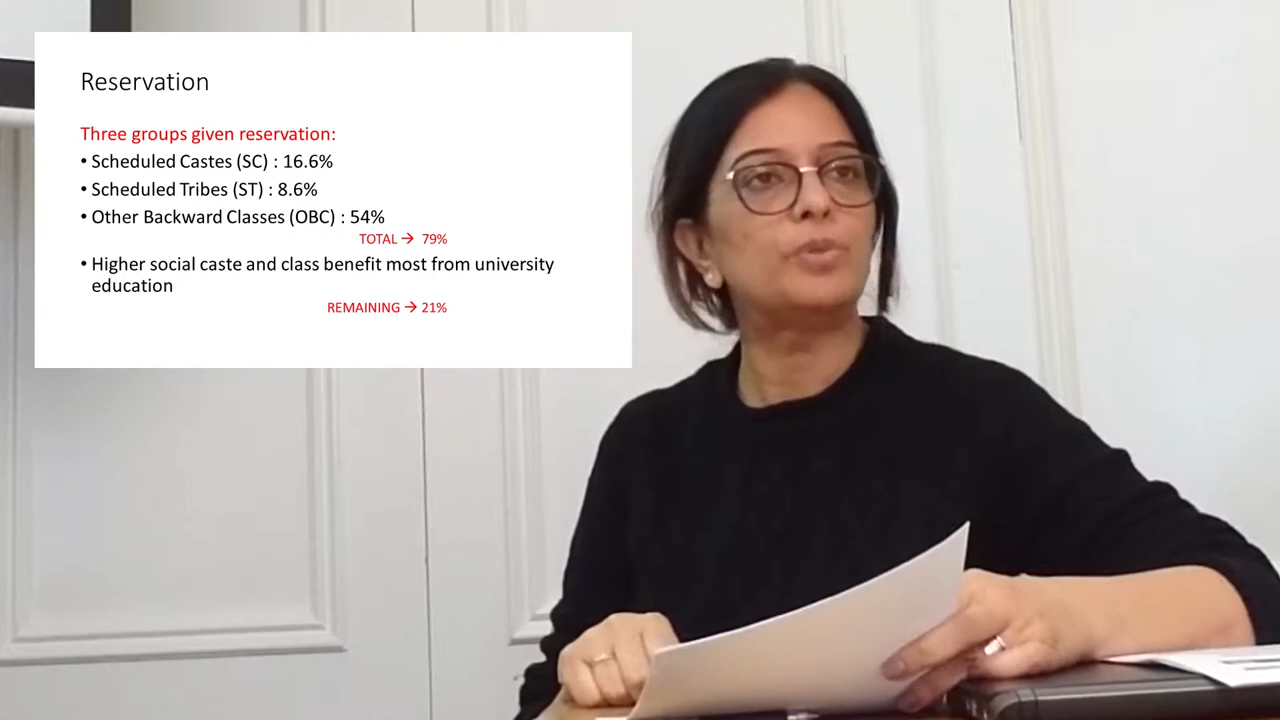 Reservation
Three groups given reservation:
• Scheduled Castes (SC) : 16.6%
• Scheduled Tribes (ST) : 8.6%
• Other Backward Classes (OBC) : 54%
TOTAL → 79%
• Higher social caste and class benefit most from university
education
REMAINING → 21%